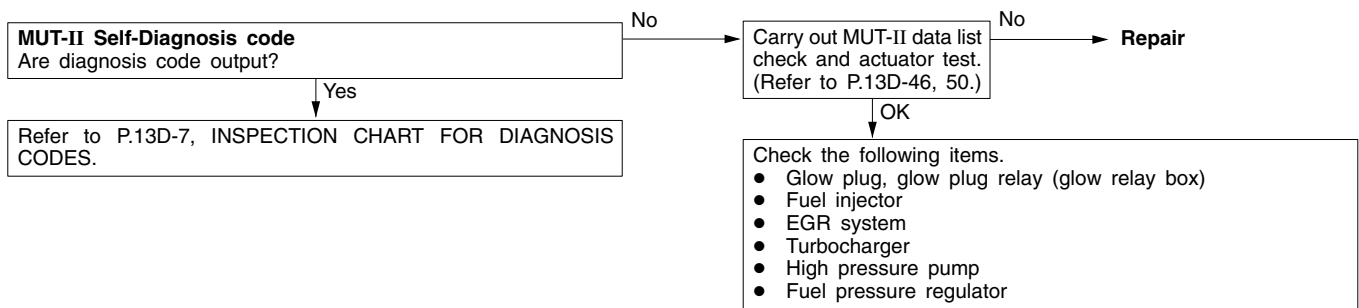 MUT-II Self-Diagnosis code
Are diagnosis code output?
No
Yes
Refer to P.13D-7, INSPECTION CHART FOR DIAGNOSIS
CODES.
Carry out MUT-II data list
check and actuator test.
(Refer to P.13D-46, 50.)
No
Repair
OK
Check the following items.
● Glow plug, glow plug relay (glow relay box)
● Fuel injector
● EGR system
● Turbocharger
● High pressure pump
● Fuel pressure regulator